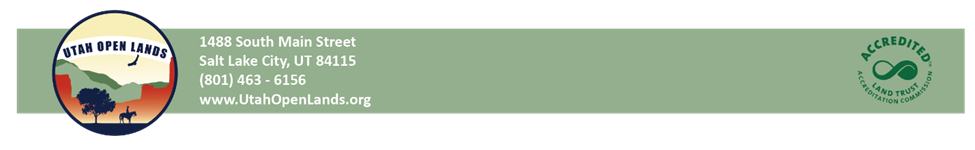 UTAH OPEN LANDS
1488 South Main Street
Salt Lake City, UT 84115
(801) 463 - 6156
www.UtahOpenLands.org
ACCREDITED™
LAND TRUST
ACCREDITATION COMMISSION